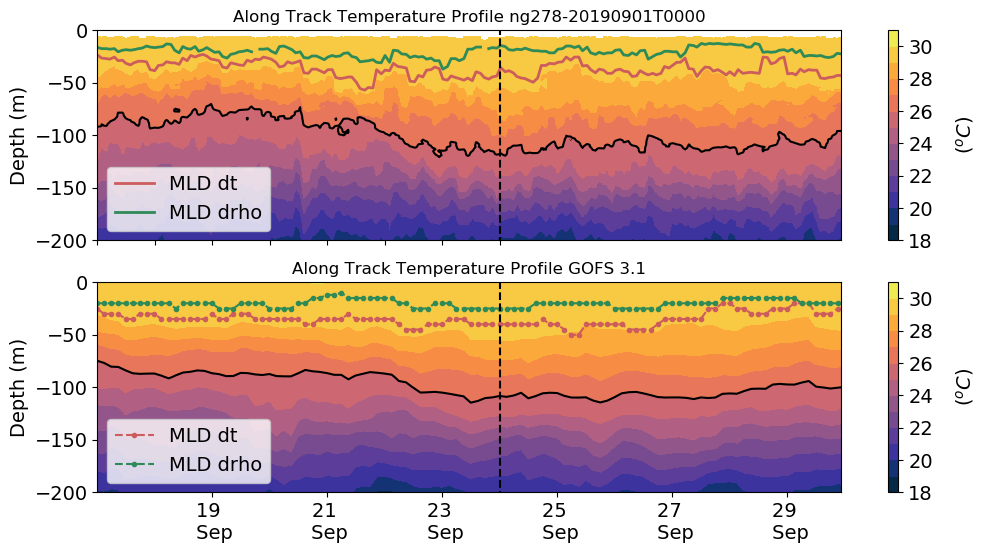 Along Track Temperature Profile ng278-20190901T0000
0
−50
−100
−150
−200
Depth (m)
MLD dt
MLD drho
30
28
26
24
22
20
18
(°C)
Along Track Temperature Profile GOFS 3.1
0
−50
−100
−150
−200
Depth (m)
MLD dt
MLD drho
30
28
26
24
22
20
18
(°C)
19 21 23 25 27 29
Sep Sep Sep Sep Sep Sep